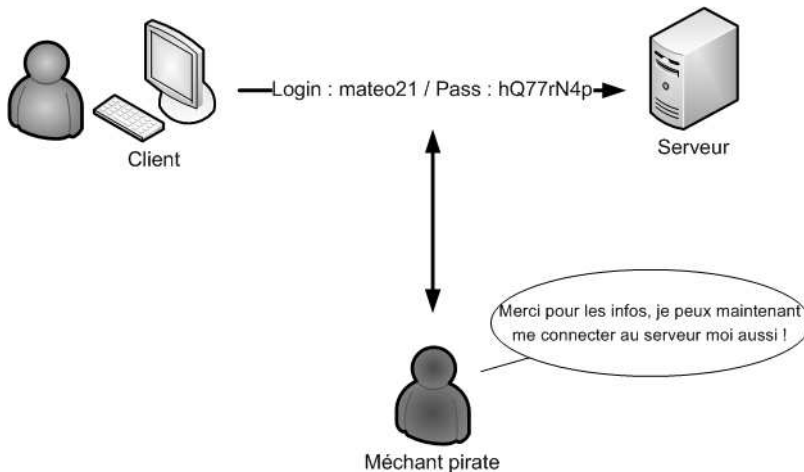 Login : mateo21 / Pass : hQ77rN4p
Client
Serveur
Merci pour les infos, je peux maintenant
me connecter au serveur moi aussi !
Méchant pirate